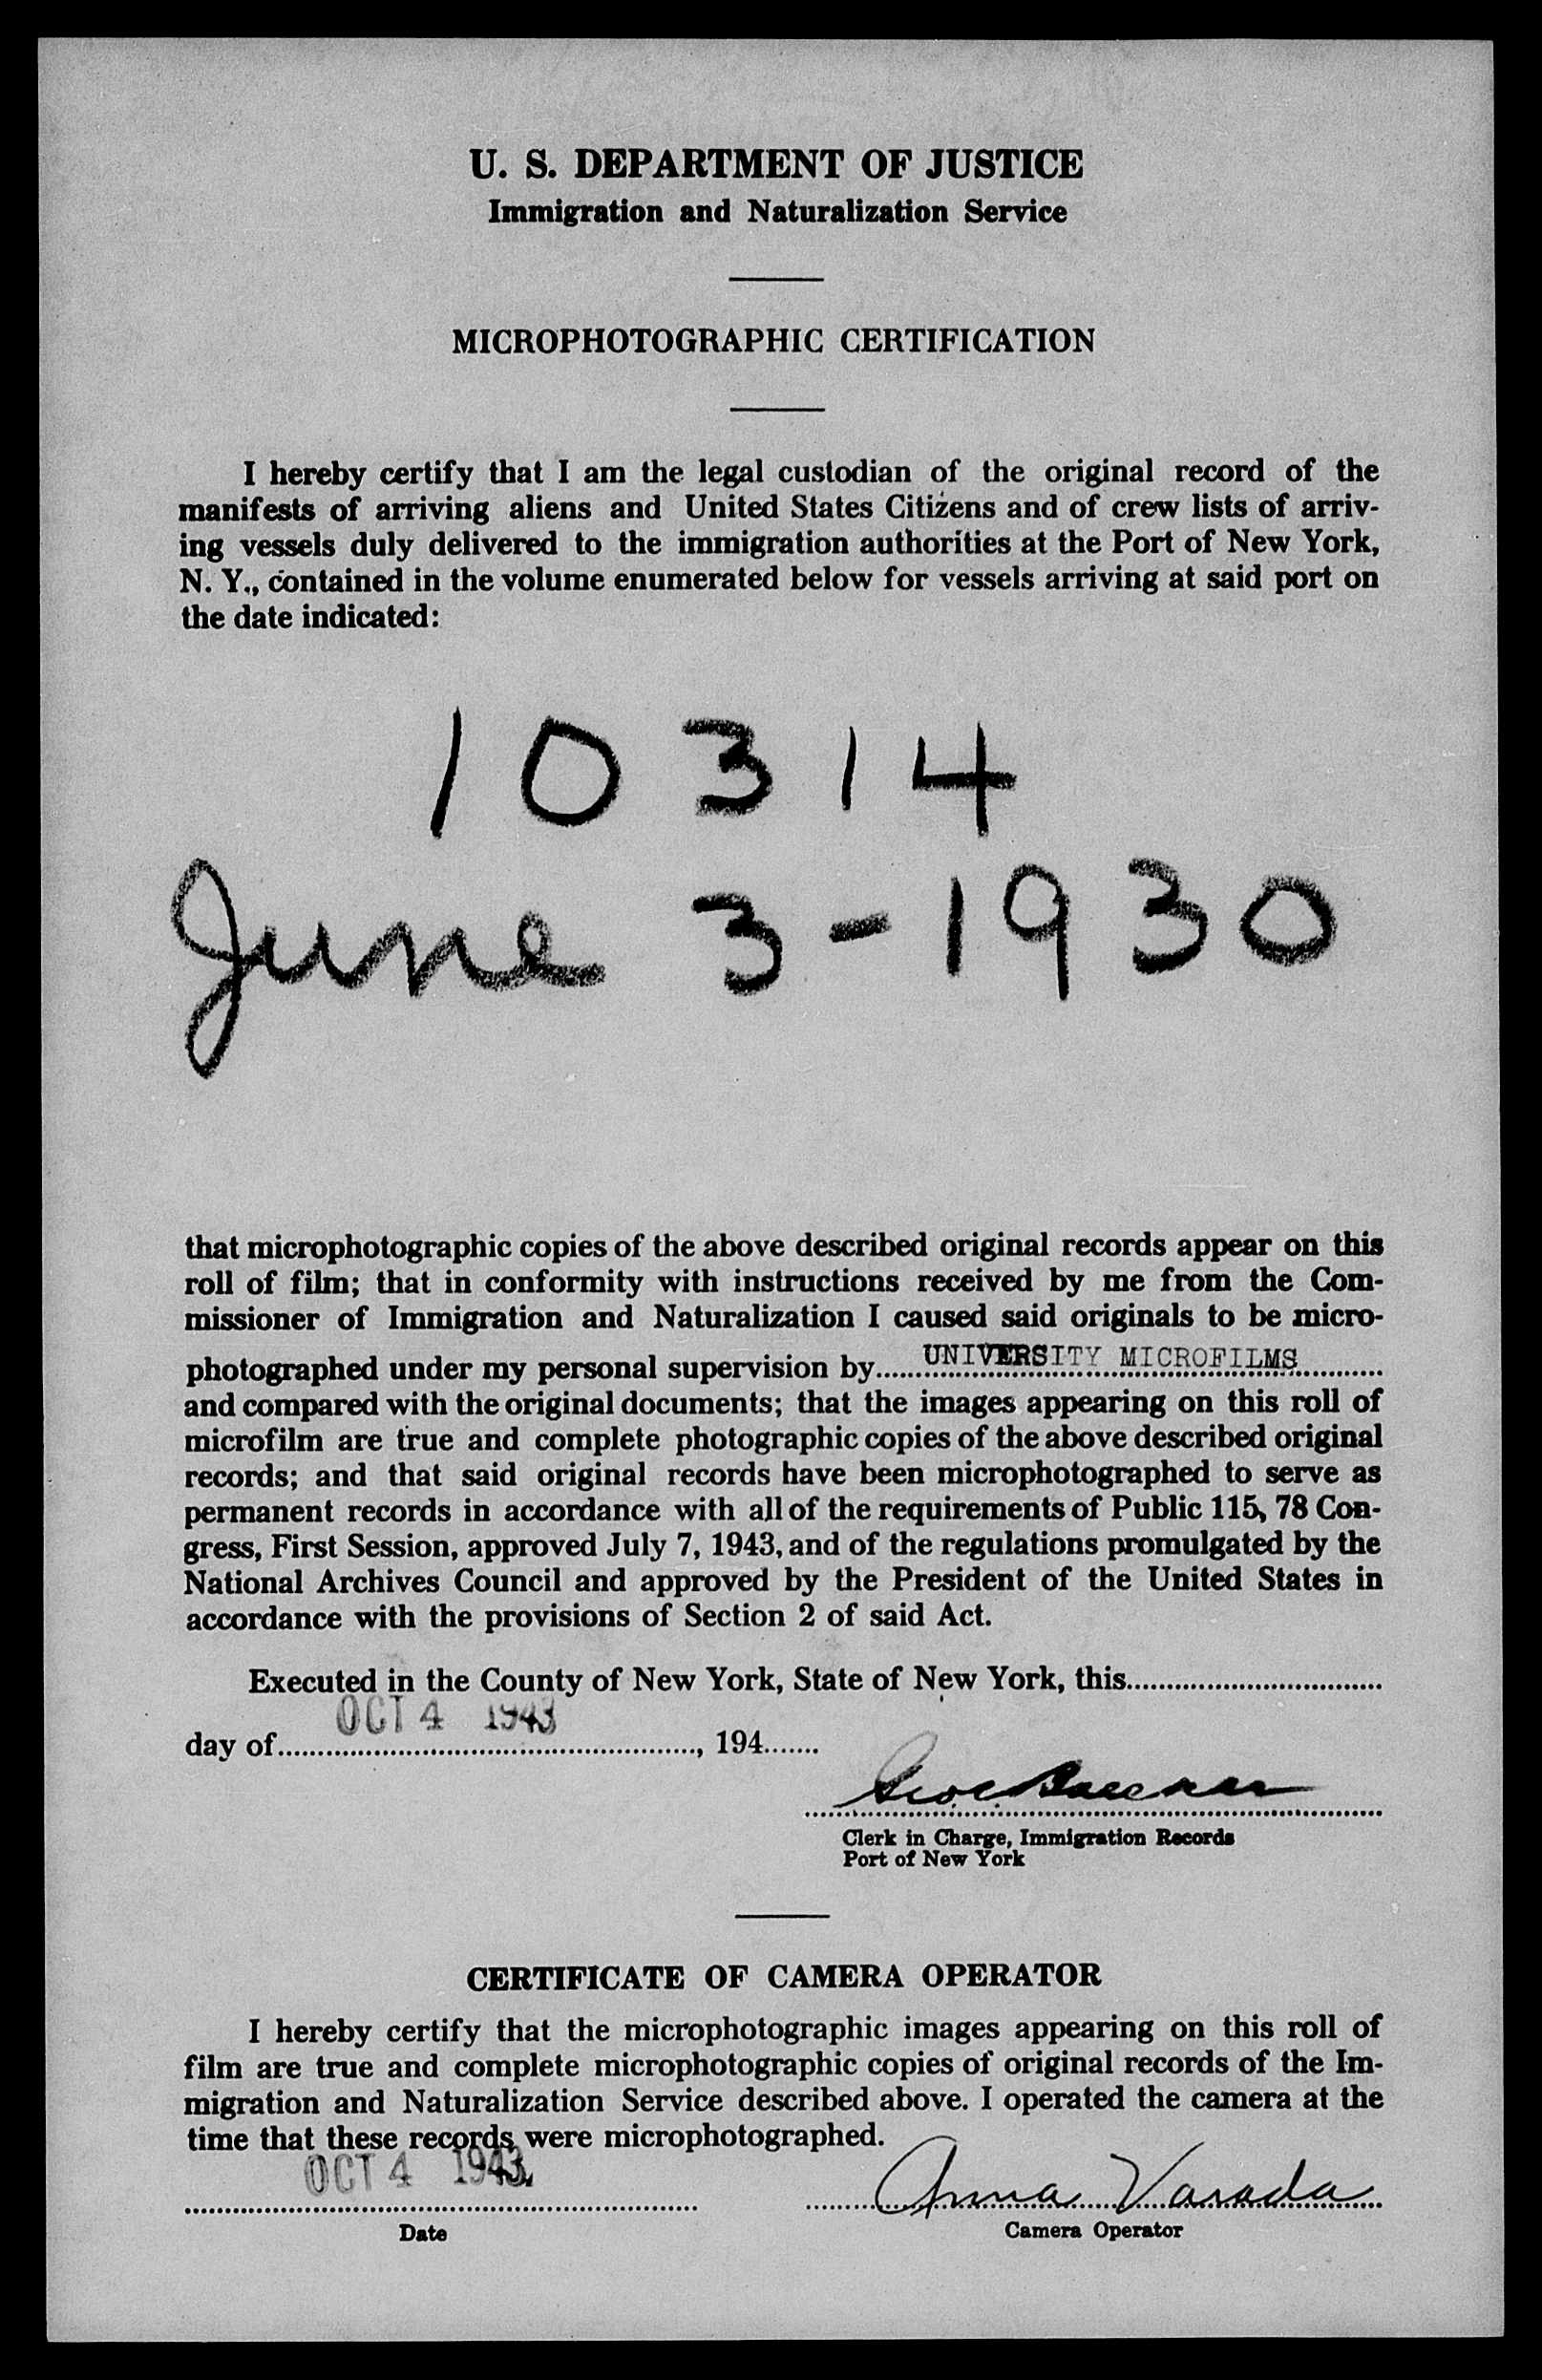 U. S. DEPARTMENT OF JUSTICE
Immigration and Naturalization Service
MICROPHOTOGRAPHIC CERTIFICATION
I hereby certify that I am the legal custodian of the original record of the
manifests of arriving aliens and United States Citizens and of crew lists of arriv-
ing vessels duly delivered to the immigration authorities at the Port of New York,
N. Y., contained in the volume enumerated below for vessels arriving at said port on
the date indicated:
10314
June 3-1930
that microphotographic copies of the above described original records appear on this
roll of film; that in conformity with instructions received by me from the Com-
missioner of Immigration and Naturalization I caused said originals to be micro-
photographed under my personal supervision by UNIVERSITY MICROFILMS
and compared with the original documents; that the images appearing on this roll of
microfilm are true and complete photographic copies of the above described original
records; and that said original records have been microphotographed to serve as
permanent records in accordance with all of the requirements of Public 115, 78 Con-
gress, First Session, approved July 7, 1943, and of the regulations promulgated by the
National Archives Council and approved by the President of the United States in
accordance with the provisions of Section 2 of said Act.
Executed in the County of New York, State of New York, this
OCT 4 1943
day of, 194
Clerk in Charge, Immigration Records
Port of New York
CERTIFICATE OF CAMERA OPERATOR
I hereby certify that the microphotographic images appearing on this roll of
film are true and complete microphotographic copies of original records of the Im-
migration and Naturalization Service described above. I operated the camera at the
time that these records were microphotographed.
OCT 4 1943
Anna Varada
Date
Camera Operator